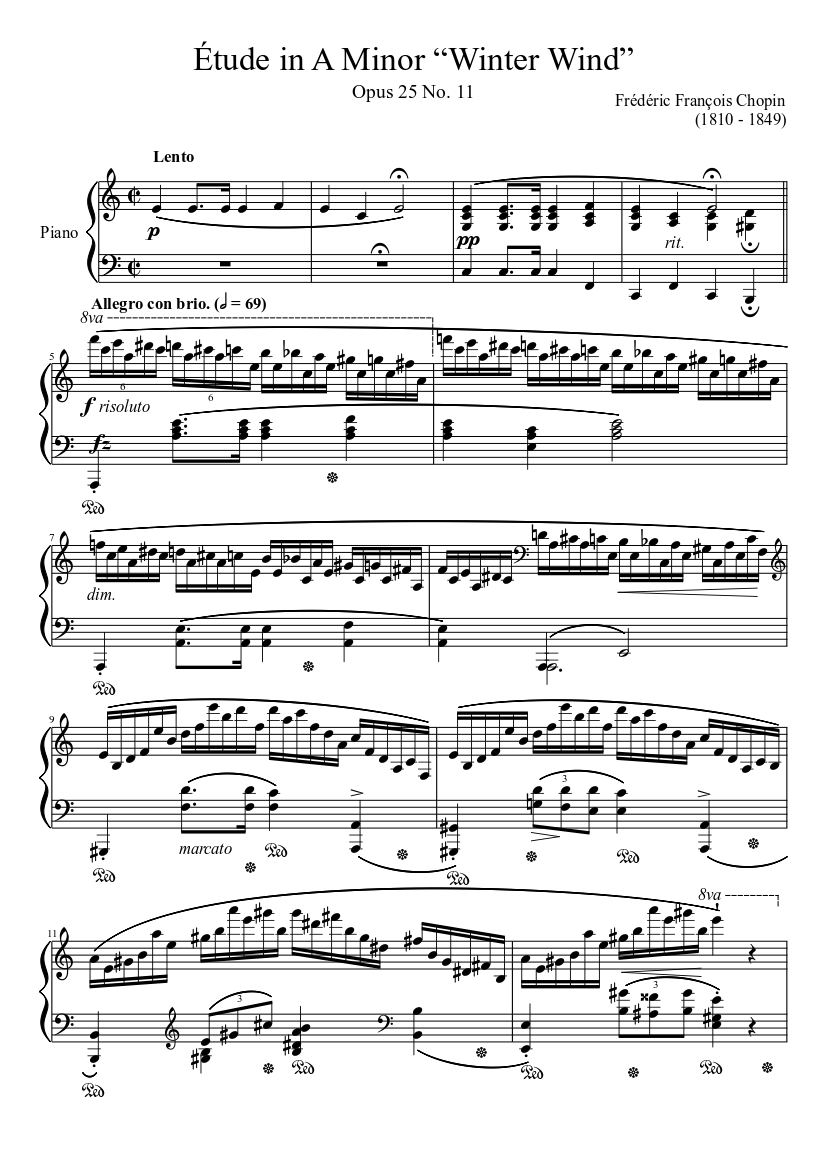 Étude in A Minor “Winter Wind”
Opus 25 No. 11
Frédéric François Chopin
(1810 - 1849)
Lento
Piano
p
pp
rit.
Allegro con brio. (𝅗𝅥 = 69)
8va
5
6
6
f risoluto
fz
Ped
7
dim.
Ped
9
3
marcato
Ped
Ped
Ped
Ped
8va
11
3
3
Ped
Ped
Ped
Ped